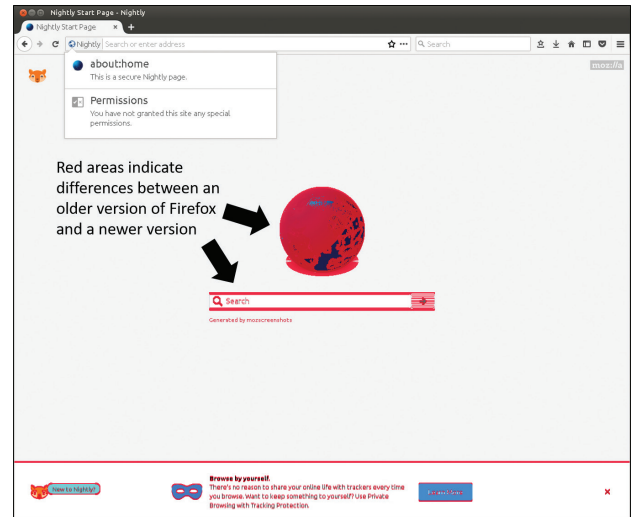 Nightly Start Page - Nightly
Nightly Start Page × +
Nightly Search or enter address Search
about:home
This is a secure Nightly page.
Permissions
You have not granted this site any special
permissions.
moz://a
Red areas indicate
differences between an
older version of Firefox
and a newer version
Search
Generated by mozscreenshots
New to Nightly?
Browse by yourself.
There's no reason to share your online life with trackers every time
you browse. Want to keep something to yourself? Use Private
Browsing with Tracking Protection.